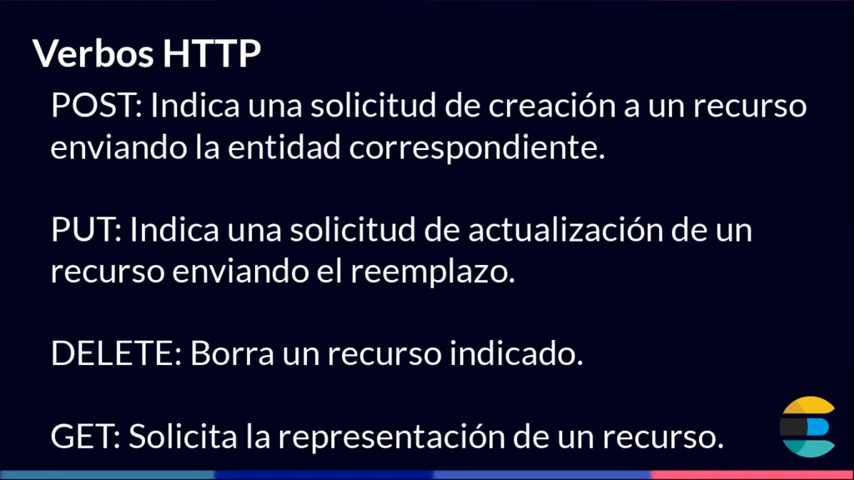 Verbos HTTP
POST: Indica una solicitud de creación a un recurso
enviando la entidad correspondiente.
PUT: Indica una solicitud de actualización de un
recurso enviando el reemplazo.
DELETE: Borra un recurso indicado.
GET: Solicita la representación de un recurso.